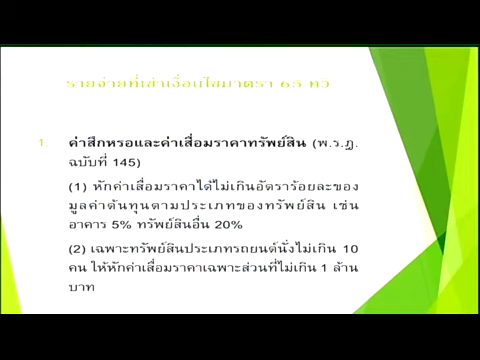 รายจ่ายที่เข้าเงื่อนไขมาตรา 65 ทวิ
1. ค่าสึกหรอและค่าเสื่อมราคาทรัพย์สิน (พ.ร.ฎ.
ฉบับที่ 145)
(1) หักค่าเสื่อมราคาได้ไม่เกินอัตราร้อยละของ
มูลค่าต้นทุนตามประเภทของทรัพย์สิน เช่น
อาคาร 5% ทรัพย์สินอื่น 20%
(2) เฉพาะทรัพย์สินประเภทรถยนต์นั่งไม่เกิน 10
คน ให้หักค่าเสื่อมราคาเฉพาะส่วนที่ไม่เกิน 1 ล้าน
บาท